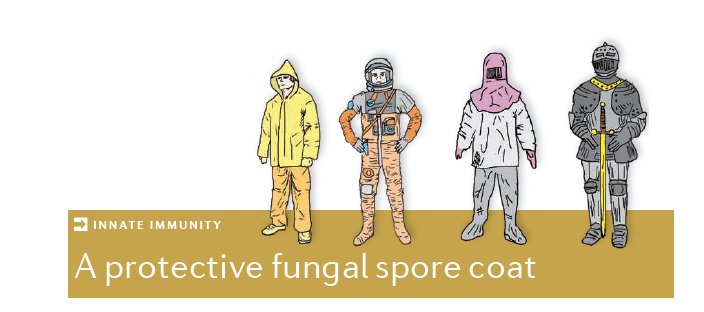 INNATE IMMUNITY
A protective fungal spore coat